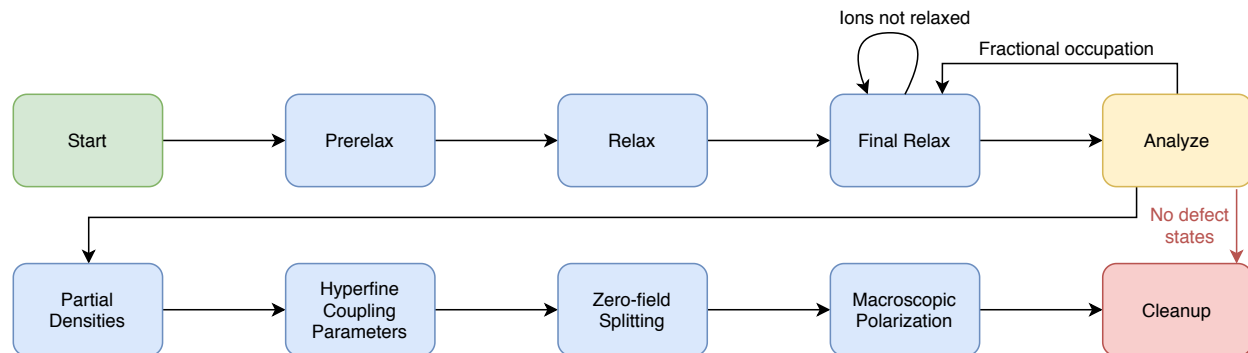 Ions not relaxed
Fractional occupation
Start
Prerelax
Relax
Final Relax
Analyze
No defect
states
Partial
Densities
Hyperfine
Coupling
Parameters
Zero-field
Splitting
Macroscopic
Polarization
Cleanup